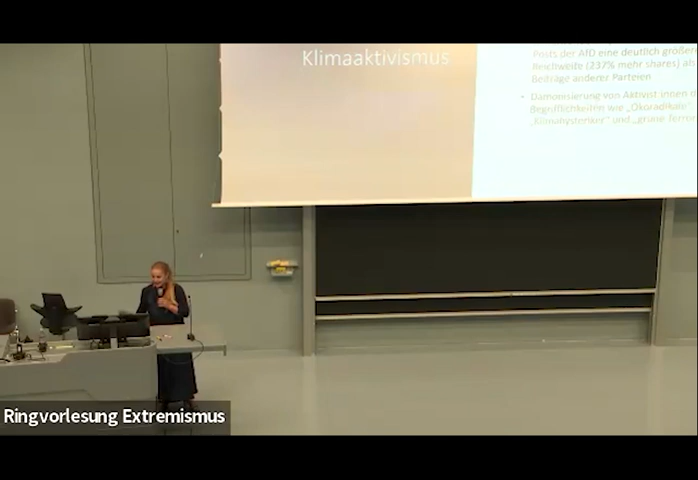 Klimaaktivismus
Posts der AfD eine deutlich größere
Reichweite (237% mehr shares) als
Beiträge anderer Parteien
- Dämonisierung von Aktivist:innen d
Begrifflichkeiten wie „Ökoradikale“,
„Klimahysteriker“ und „grüne Terror
Ringvorlesung Extremismus